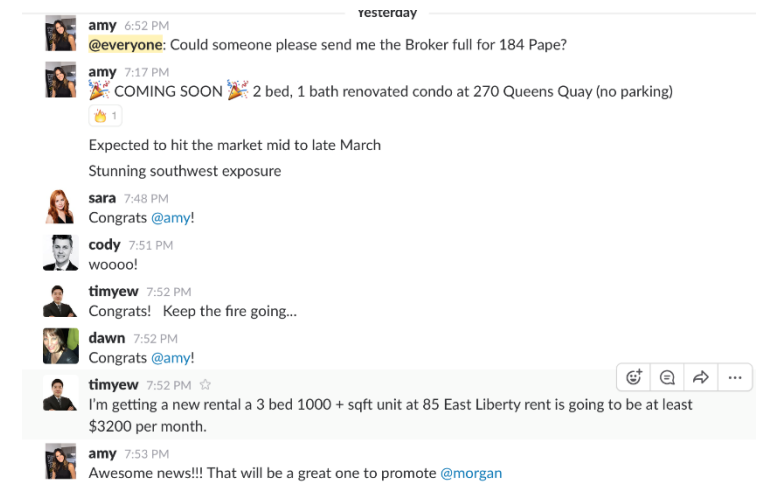 Yesterday
amy 6:52 PM
@everyone: Could someone please send me the Broker full for 184 Pape?
amy 7:17 PM
🎉 COMING SOON 🎉 2 bed, 1 bath renovated condo at 270 Queens Quay (no parking)
🔥 1
Expected to hit the market mid to late March
Stunning southwest exposure
sara 7:48 PM
Congrats @amy!
cody 7:51 PM
woooo!
timyew 7:52 PM
Congrats! Keep the fire going...
dawn 7:52 PM
Congrats @amy!
timyew 7:52 PM
I'm getting a new rental a 3 bed 1000 + sqft unit at 85 East Liberty rent is going to be at least
$3200 per month.
amy 7:53 PM
Awesome news!!! That will be a great one to promote @morgan